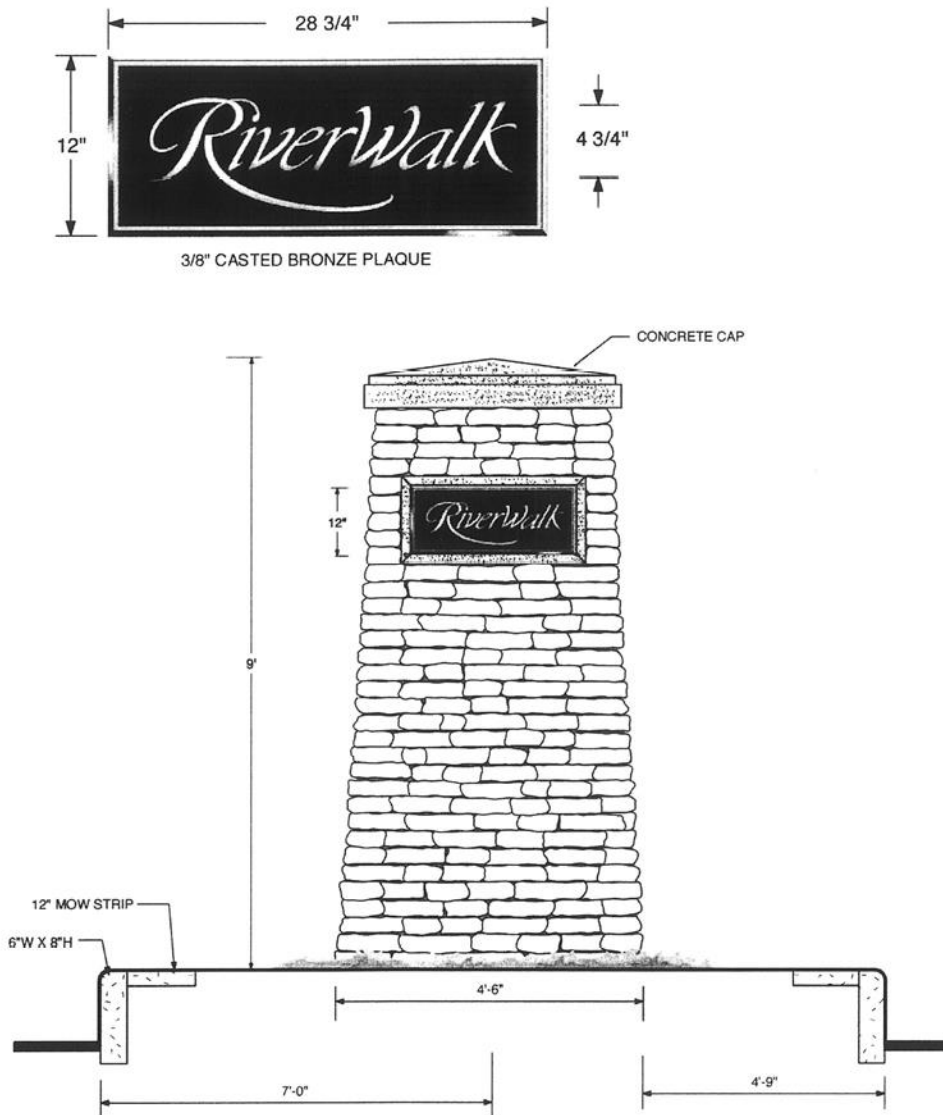 28 3/4"
12"
RiverWalk
4 3/4"
3/8" CASTED BRONZE PLAQUE
CONCRETE CAP
12"
RiverWalk
9'
12" MOW STRIP
6"W X 8"H
4'-6"
7'-0"
4'-9"